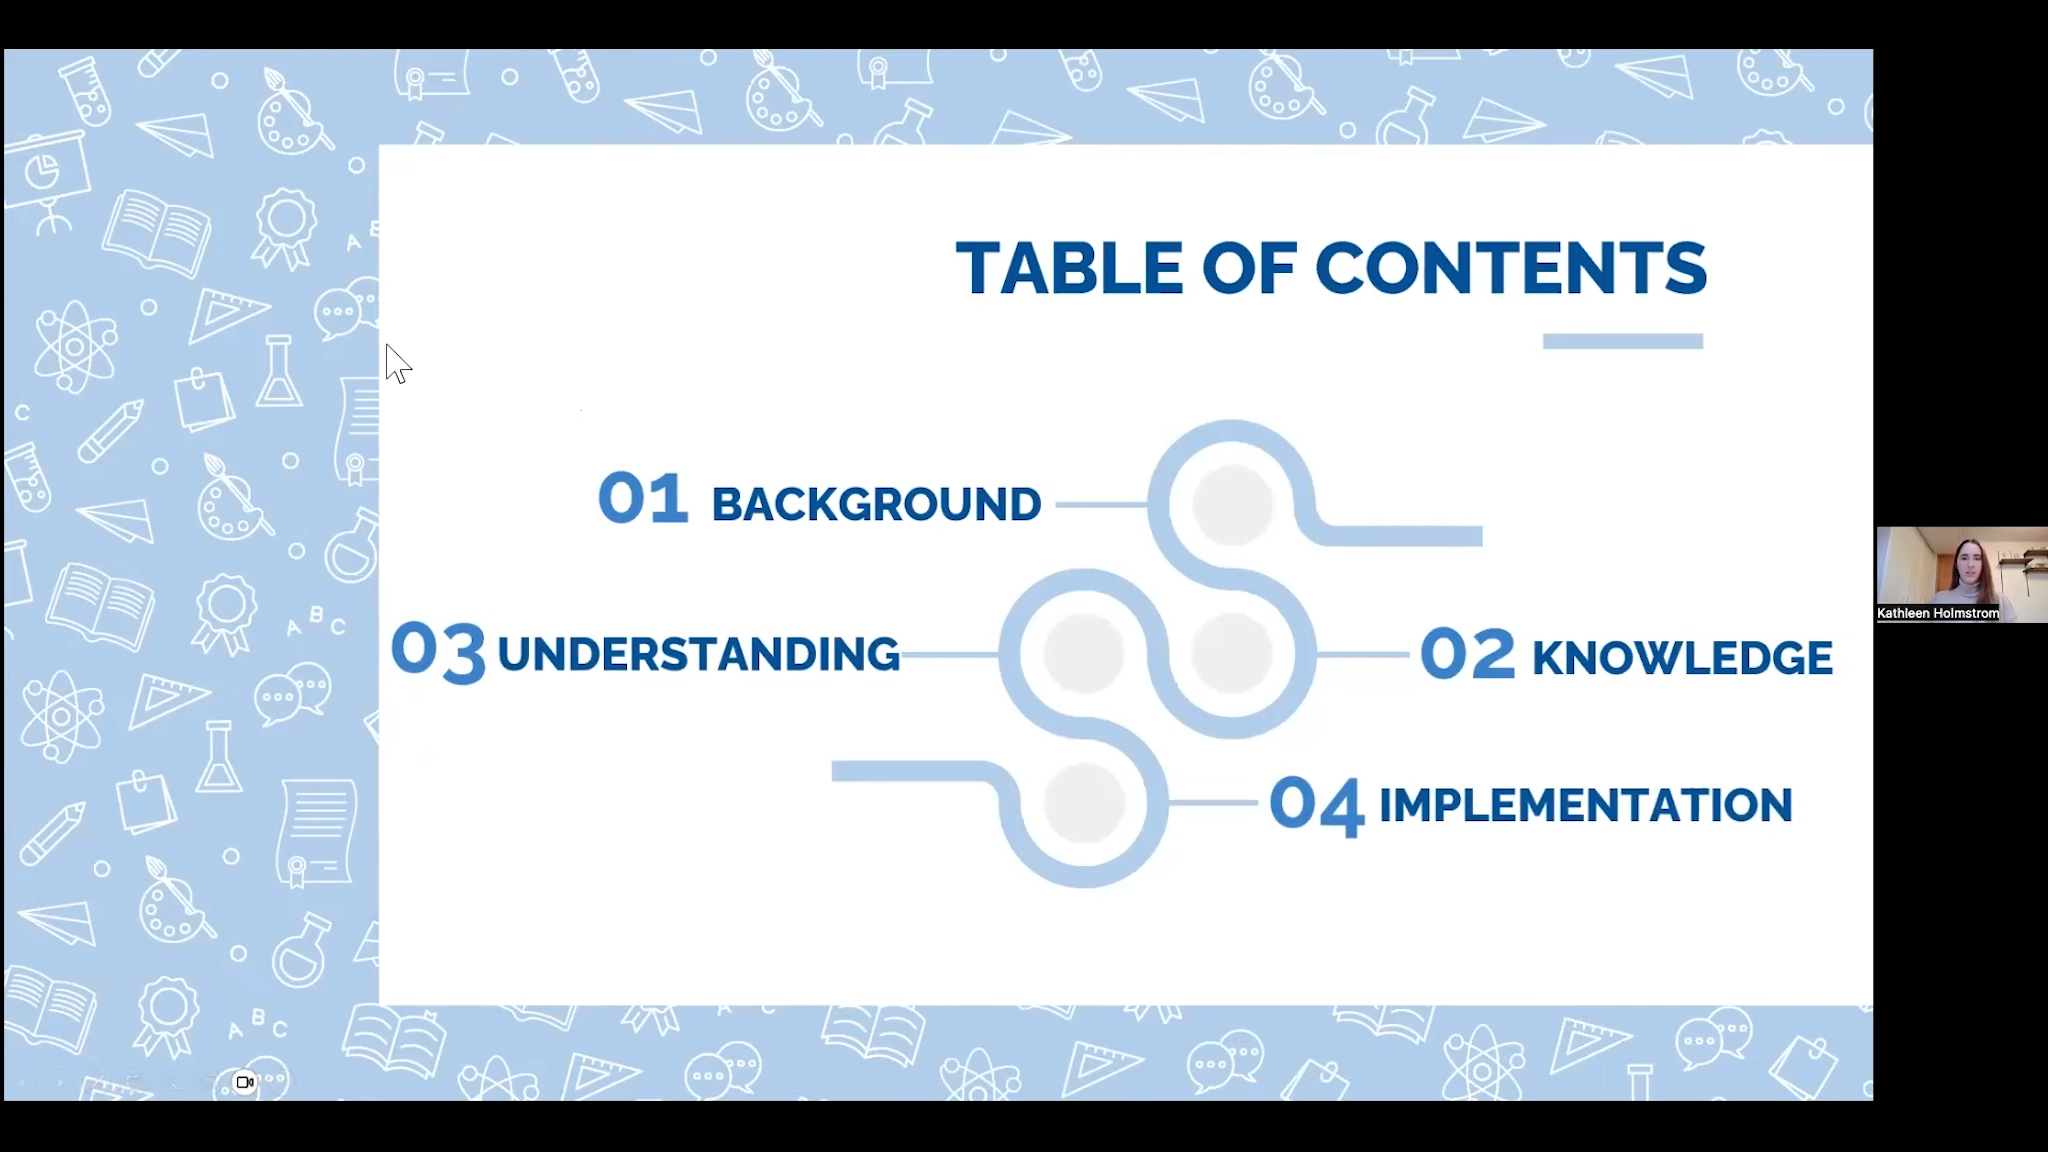 TABLE OF CONTENTS
01 BACKGROUND
02 KNOWLEDGE
03 UNDERSTANDING
04 IMPLEMENTATION
Kathleen Holmstrom
A B C
A B C
A B C
C